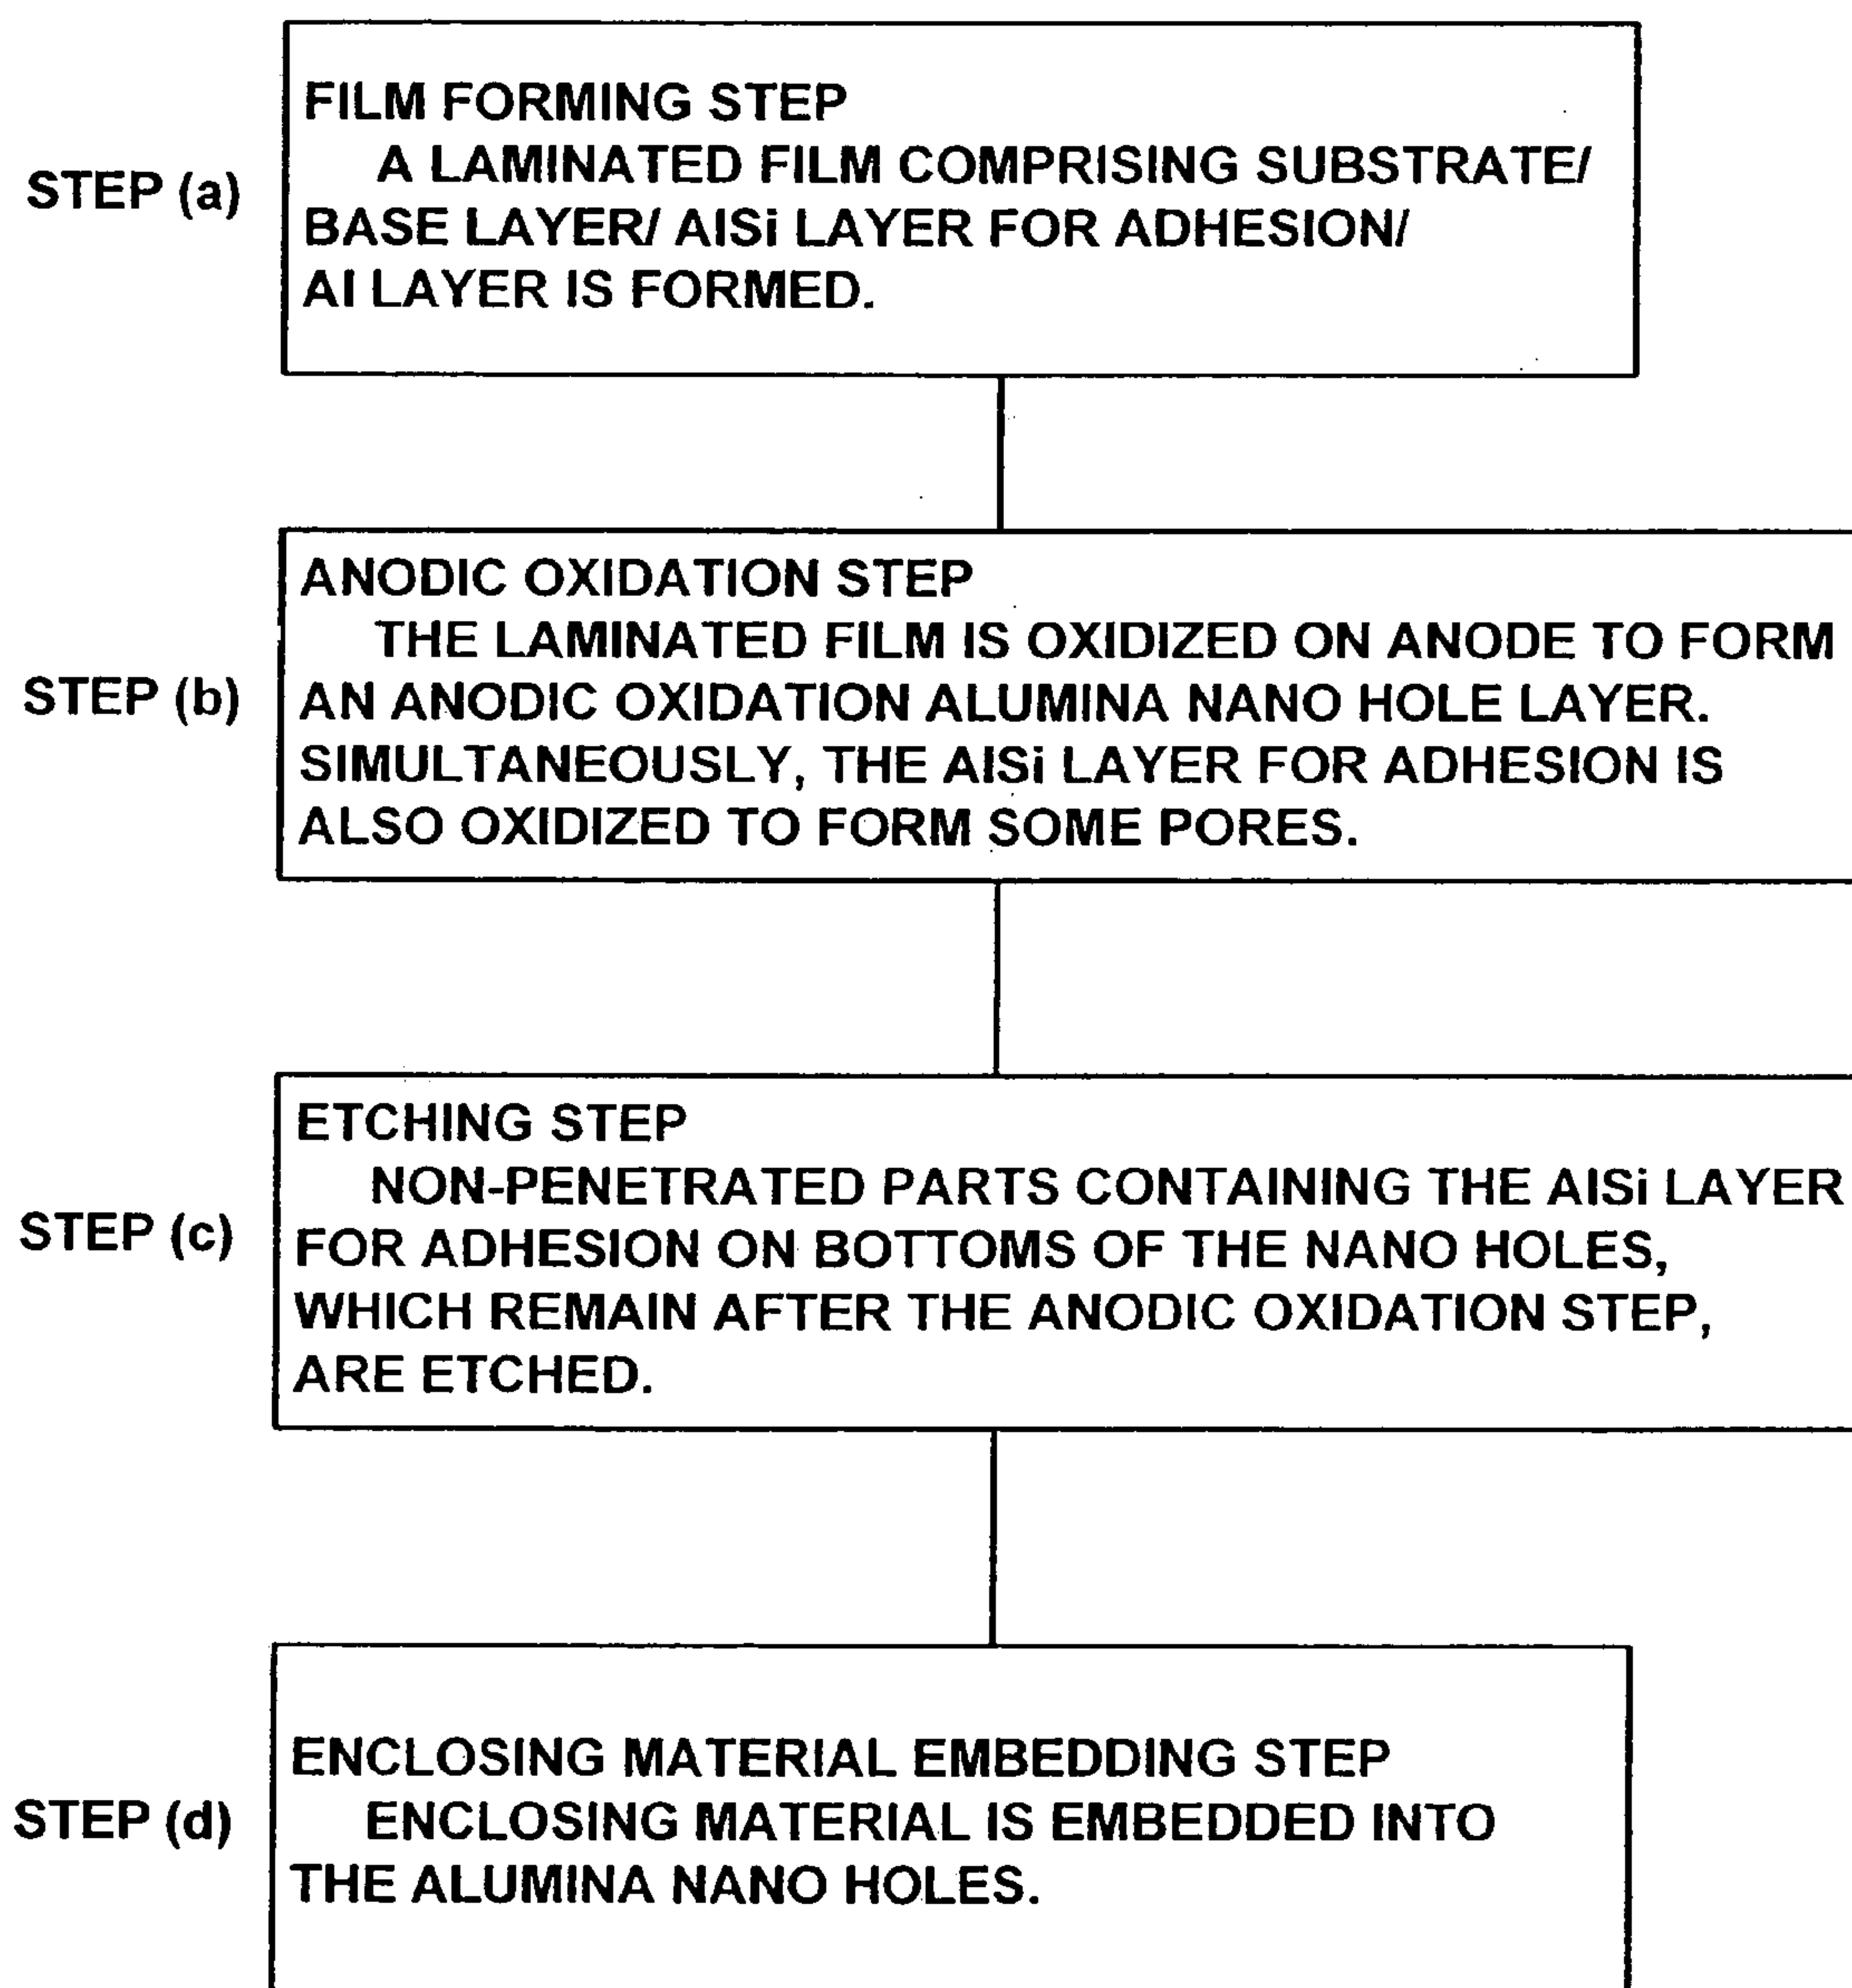 FILM FORMING STEP
A LAMINATED FILM COMPRISING SUBSTRATE/
STEP (a)
BASE LAYER/ AlSi LAYER FOR ADHESION/
Al LAYER IS FORMED.
ANODIC OXIDATION STEP
THE LAMINATED FILM IS OXIDIZED ON ANODE TO FORM
STEP (b)
AN ANODIC OXIDATION ALUMINA NANO HOLE LAYER.
SIMULTANEOUSLY, THE AlSi LAYER FOR ADHESION IS
ALSO OXIDIZED TO FORM SOME PORES.
ETCHING STEP
NON-PENETRATED PARTS CONTAINING THE AlSi LAYER
STEP (c)
FOR ADHESION ON BOTTOMS OF THE NANO HOLES,
WHICH REMAIN AFTER THE ANODIC OXIDATION STEP,
ARE ETCHED.
ENCLOSING MATERIAL EMBEDDING STEP
STEP (d)
ENCLOSING MATERIAL IS EMBEDDED INTO
THE ALUMINA NANO HOLES.